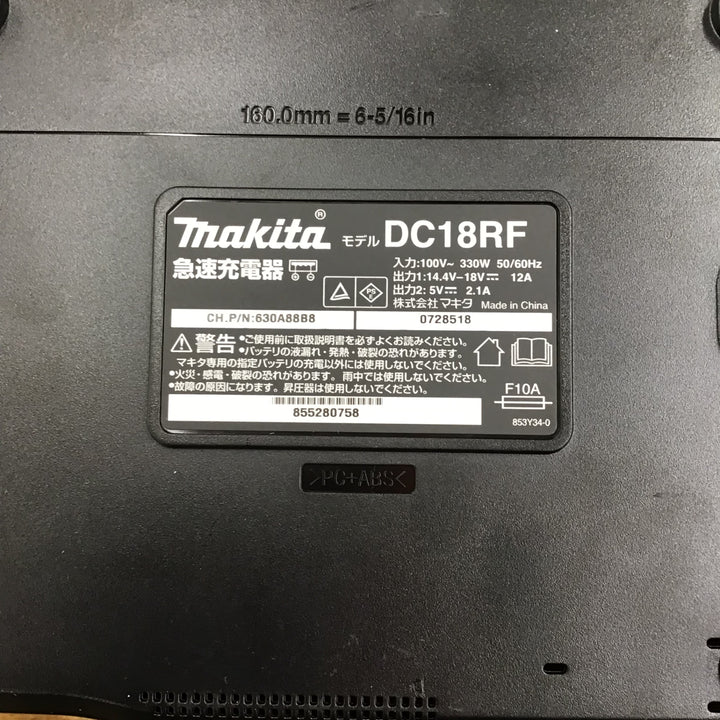 160.0mm = 6-5/16in
makita® モデル DC18RF
急速充電器
入力:100V~ 330W 50/60Hz
出力1:14.4V-18V⎓ 12A
出力2: 5V⎓ 2.1A
株式会社 マキタ Made in China
PS E
CH.P/N:630A88B8
0728518
警告 •ご使用前に取扱説明書を必ずよくお読みください。
•バッテリの液漏れ・発熱・破裂の恐れがあります。
マキタ専用の指定バッテリの充電以外には使用しないでください。
•火災・感電・破裂の恐れがあります。雨中では使用しないでください。
•故障の原因になります。昇圧器は使用しないでください。
F10A
855280758
853Y34-0
>PC+ABS<